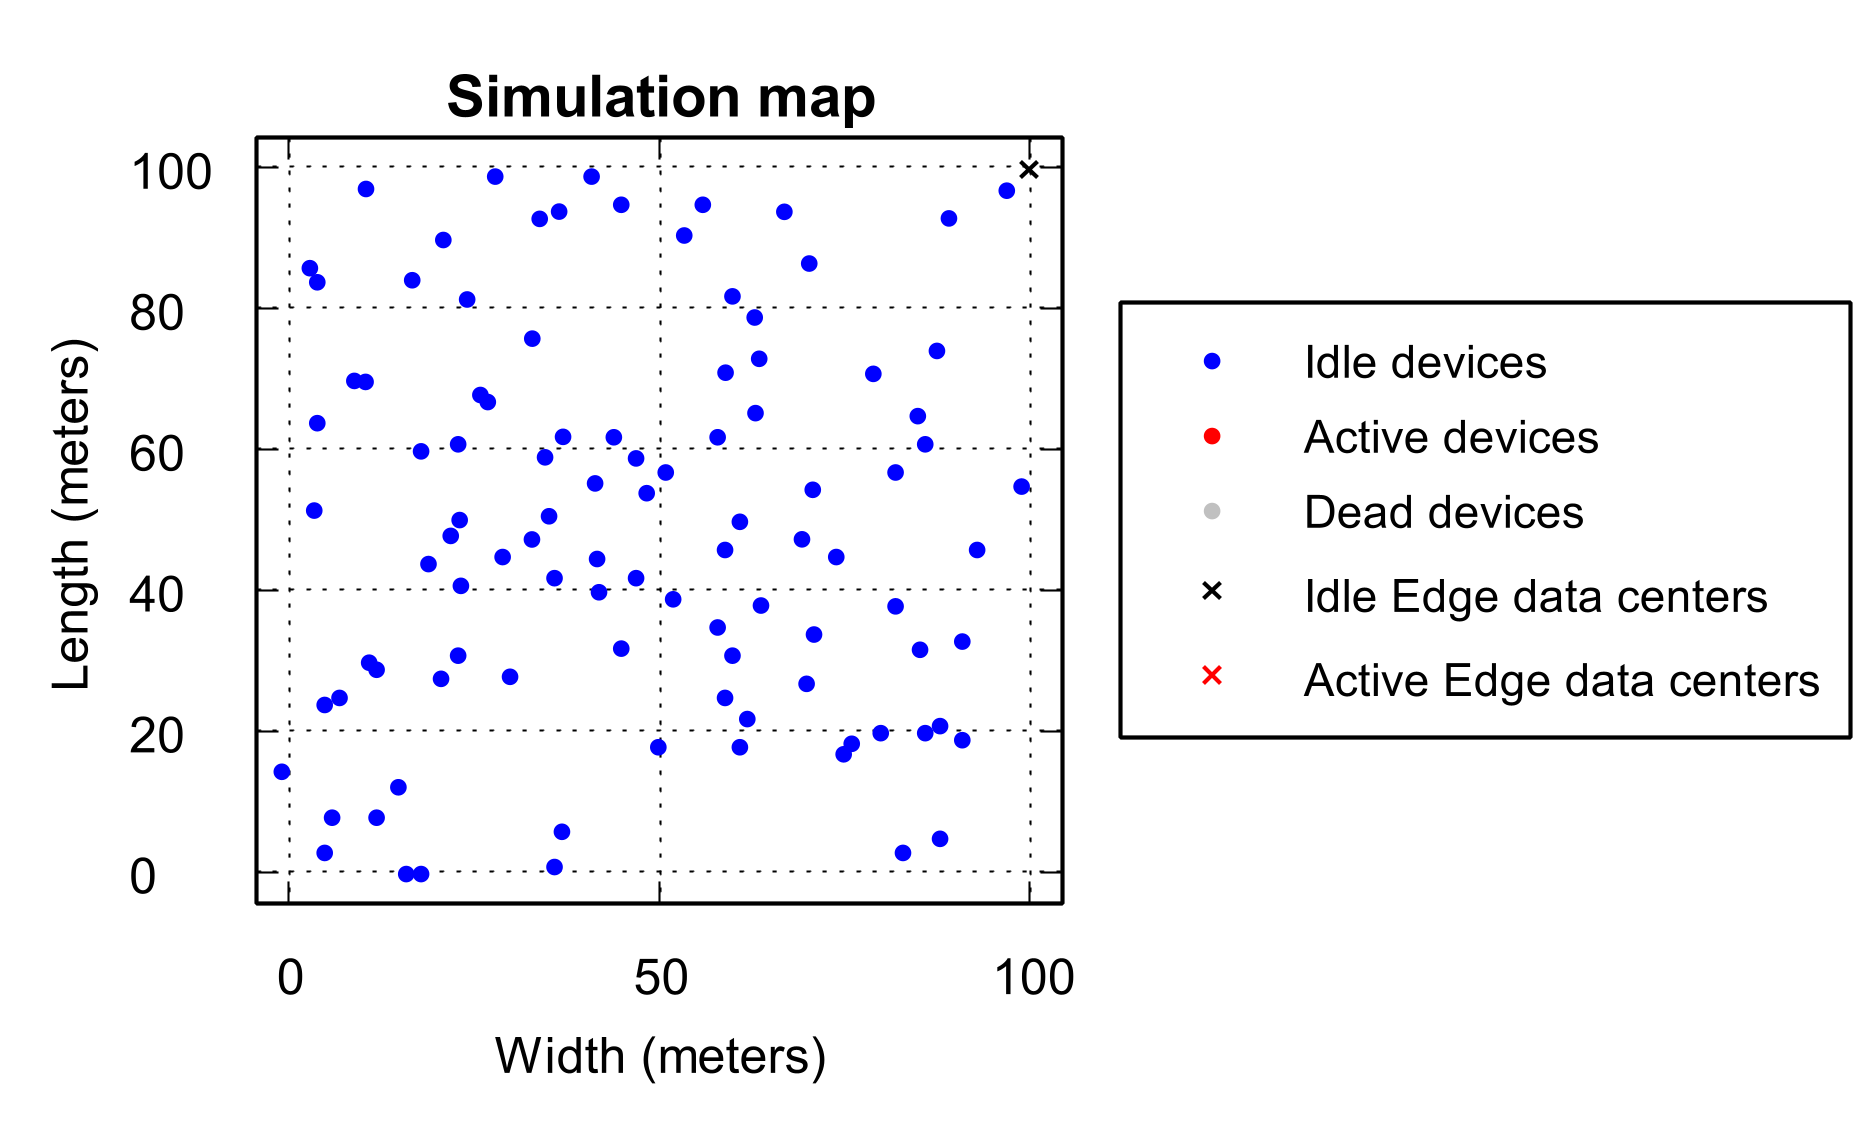 Simulation map
100
80
60
40
20
0
Length (meters)
0 50 100
Width (meters)
Idle devices
Active devices
Dead devices
Idle Edge data centers
Active Edge data centers